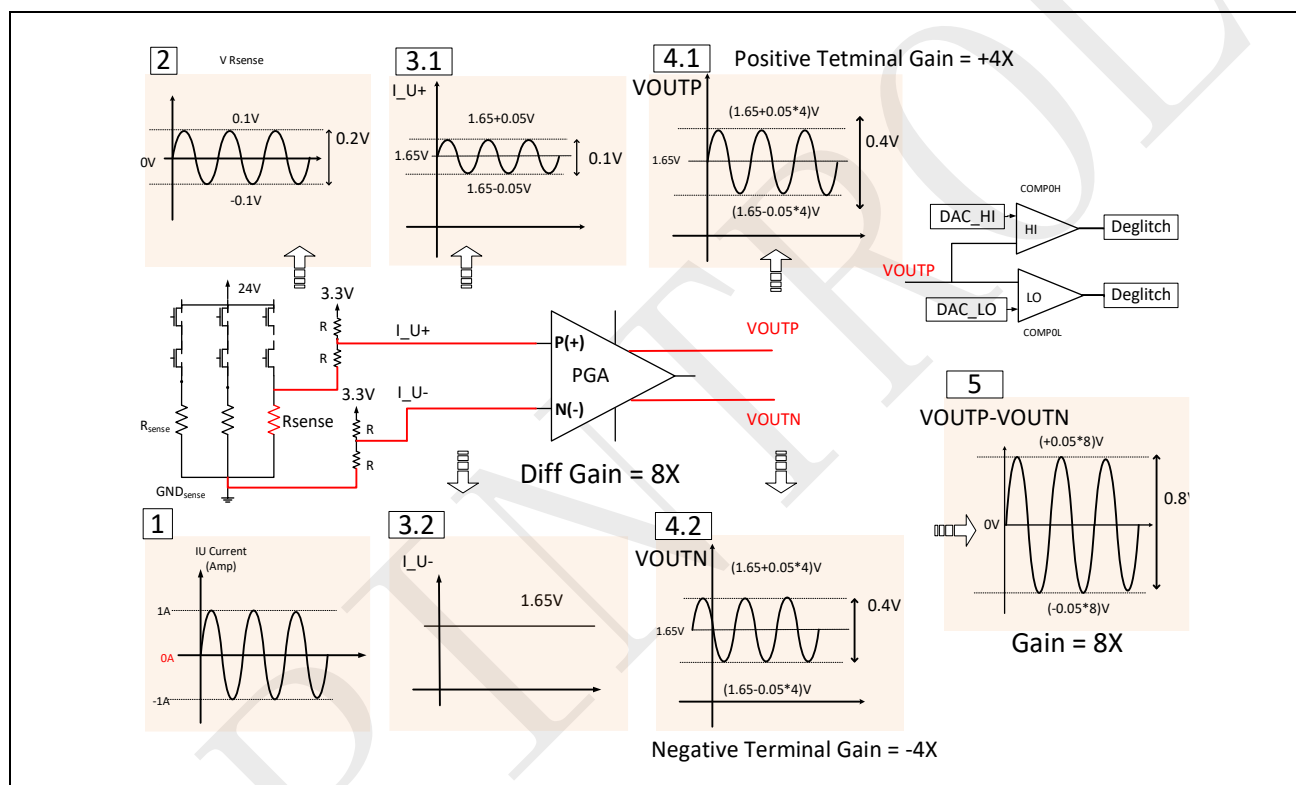 2
V Rsense
0.1V
0V
-0.1V
0.2V
3.1
I_U+
1.65+0.05V
1.65V
1.65-0.05V
0.1V
4.1
Positive Tetminal Gain = +4X
VOUTP
(1.65+0.05*4)V
1.65V
(1.65-0.05*4)V
0.4V
COMP0H
DAC_HI
HI
Deglitch
VOUTP
LO
DAC_LO
Deglitch
COMP0L
24V
3.3V
R
R
I_U+
3.3V
I_U-
R
R
Rsense
Rsense
GNDsense
P(+)
PGA
N(-)
VOUTP
VOUTN
Diff Gain = 8X
5
VOUTP-VOUTN
(+0.05*8)V
0V
0.8V
(-0.05*8)V
Gain = 8X
1
IU Current
(Amp)
1A
0A
-1A
3.2
I_U-
1.65V
4.2
VOUTN
(1.65+0.05*4)V
1.65V
0.4V
(1.65-0.05*4)V
Negative Terminal Gain = -4X